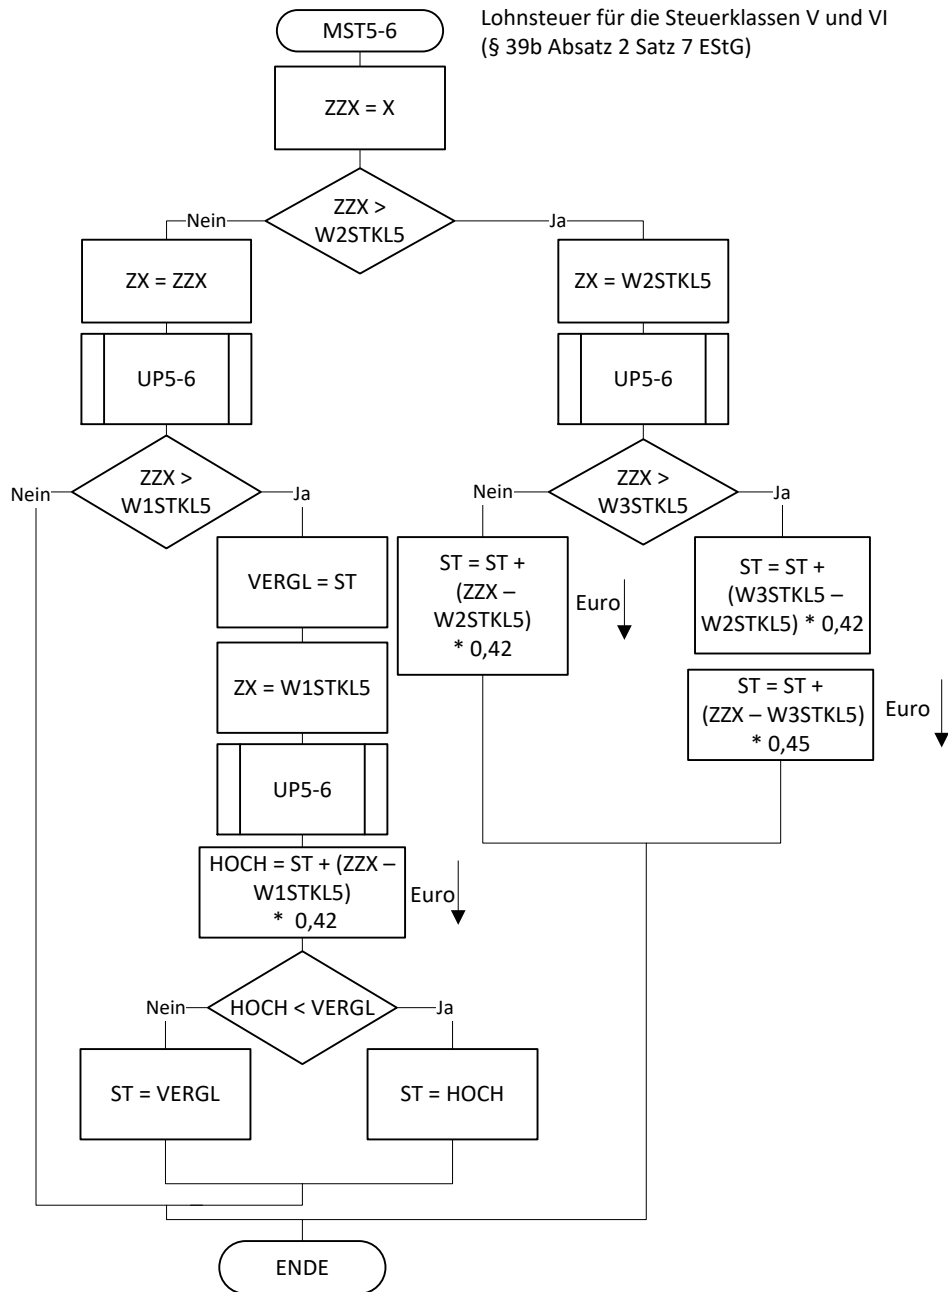 MST5-6
Lohnsteuer für die Steuerklassen V und VI
(§ 39b Absatz 2 Satz 7 EStG)
ZZX = X
ZZX >
W2STKL5
Nein
Ja
ZX = ZZX
ZX = W2STKL5
UP5-6
UP5-6
ZZX >
W1STKL5
Nein
Ja
ZZX >
W3STKL5
Nein
Ja
VERGL = ST
ST = ST +
(ZZX –
W2STKL5)
* 0,42
Euro
ST = ST +
(W3STKL5 –
W2STKL5) * 0,42
ZX = W1STKL5
ST = ST +
(ZZX – W3STKL5)
* 0,45
Euro
UP5-6
HOCH = ST + (ZZX –
W1STKL5)
* 0,42
Euro
HOCH < VERGL
Nein
Ja
ST = VERGL
ST = HOCH
ENDE